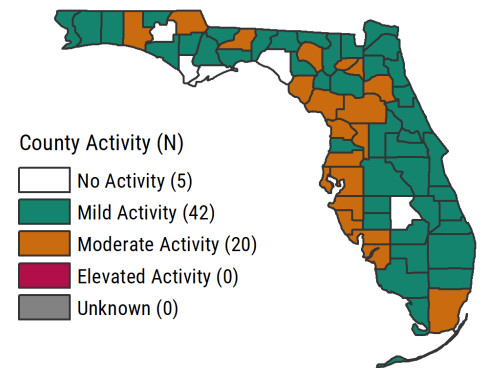 County Activity (N)
No Activity (5)
Mild Activity (42)
Moderate Activity (20)
Elevated Activity (0)
Unknown (0)